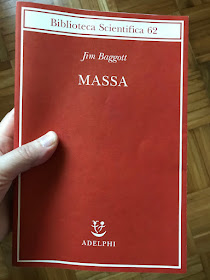 Biblioteca Scientifica 62
Jim Baggott
MASSA
ADELPHI